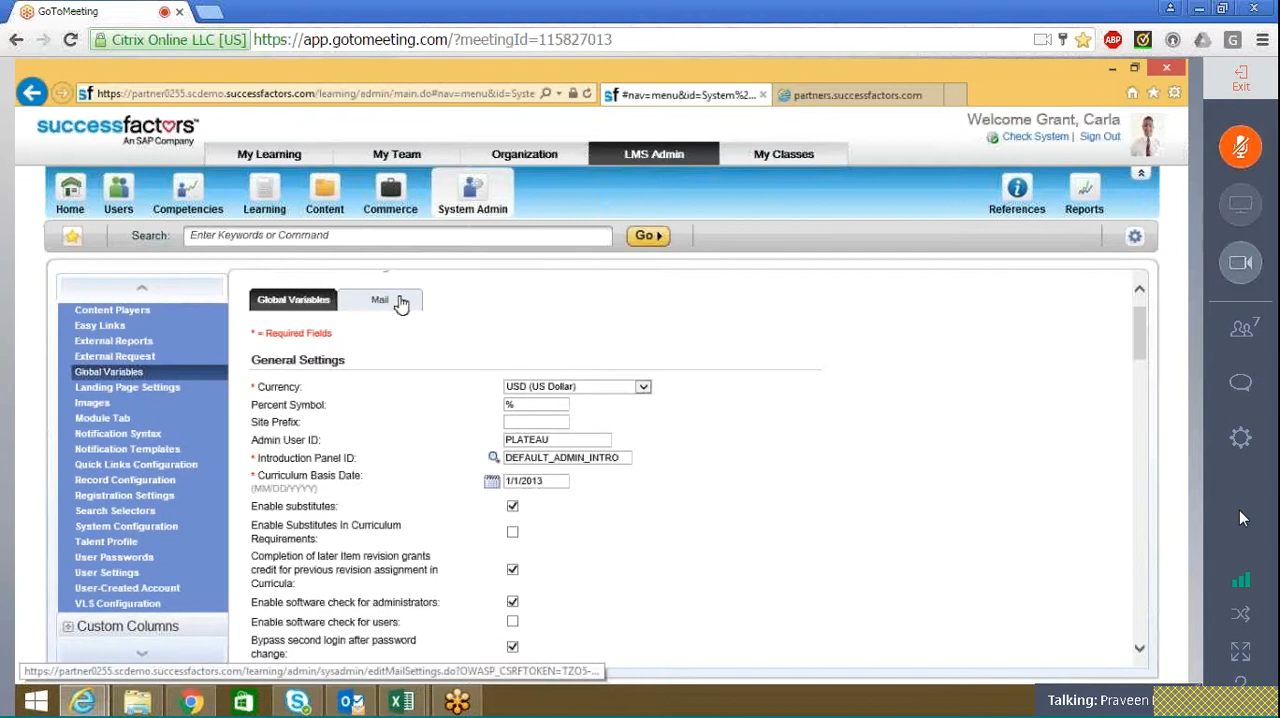 GoToMeeting
Citrix Online LLC [US] https://app.gotomeeting.com/?meetingId=115827013
ABP
G
sf https://partner0255.scdemo.successfactors.com/learning/admin/main.do#nav=menu&id=Syste
sf #nav=menu&id=System%2...
partners.successfactors.com
Exit
successfactors™
An SAP Company
Welcome Grant, Carla
Check System | Sign Out
My Learning My Team Organization LMS Admin My Classes
Home Users Competencies Learning Content Commerce System Admin References Reports
Search: Enter Keywords or Command Go
Content Players
Easy Links
External Reports
External Request
Global Variables
Landing Page Settings
Images
Module Tab
Notification Syntax
Notification Templates
Quick Links Configuration
Record Configuration
Registration Settings
Search Selectors
System Configuration
Talent Profile
User Passwords
User Settings
User-Created Account
VLS Configuration
Custom Columns
Global Variables Mail
* = Required Fields
General Settings
* Currency: USD (US Dollar)
Percent Symbol: %
Site Prefix:
Admin User ID: PLATEAU
* Introduction Panel ID: DEFAULT_ADMIN_INTRO
* Curriculum Basis Date: 1/1/2013
(MM/DD/YYYY)
Enable substitutes:
Enable Substitutes In Curriculum
Requirements:
Completion of later Item revision grants
credit for previous revision assignment in
Curricula:
Enable software check for administrators:
Enable software check for users:
Bypass second login after password
change:
7
https://partner0255.scdemo.successfactors.com/learning/admin/sysadmin/editMailSettings.do?OWASP_CSRFTOKEN=TZO5-...
Talking: Praveen